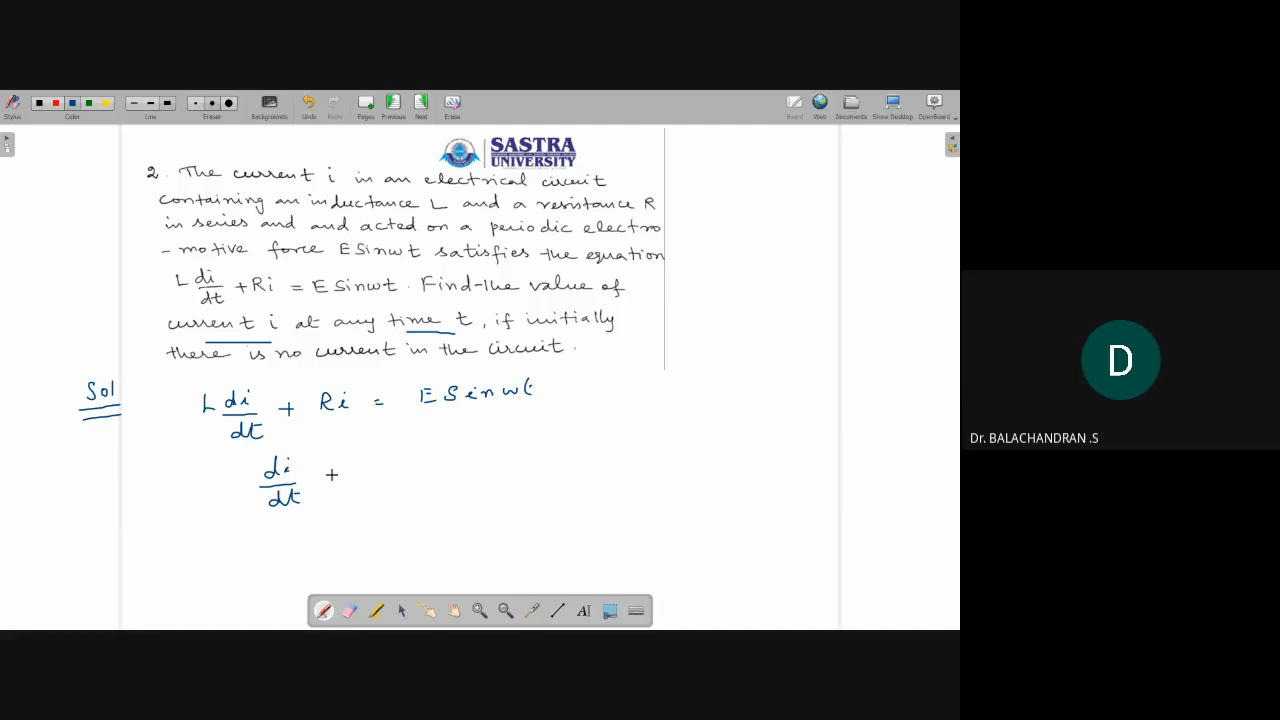 Stylus
Color
Line
Eraser
Backgrounds
Undo
Redo
Pages
Previous
Next
Erase
Board
Web
Documents
Show Desktop
OpenBoard
SASTRA
UNIVERSITY
2. The current i in an electrical circuit
containing an inductance L and a resistance R
in series and and acted on a periodic electro
- motive force E Sinwt satisfies the equation
L di/dt + Ri = E Sinwt. Find the value of
current i at any time t, if initially
there is no current in the circuit.
Sol
L di/dt + Ri = E Sin wt
di/dt +
AI
D
Dr. BALACHANDRAN .S